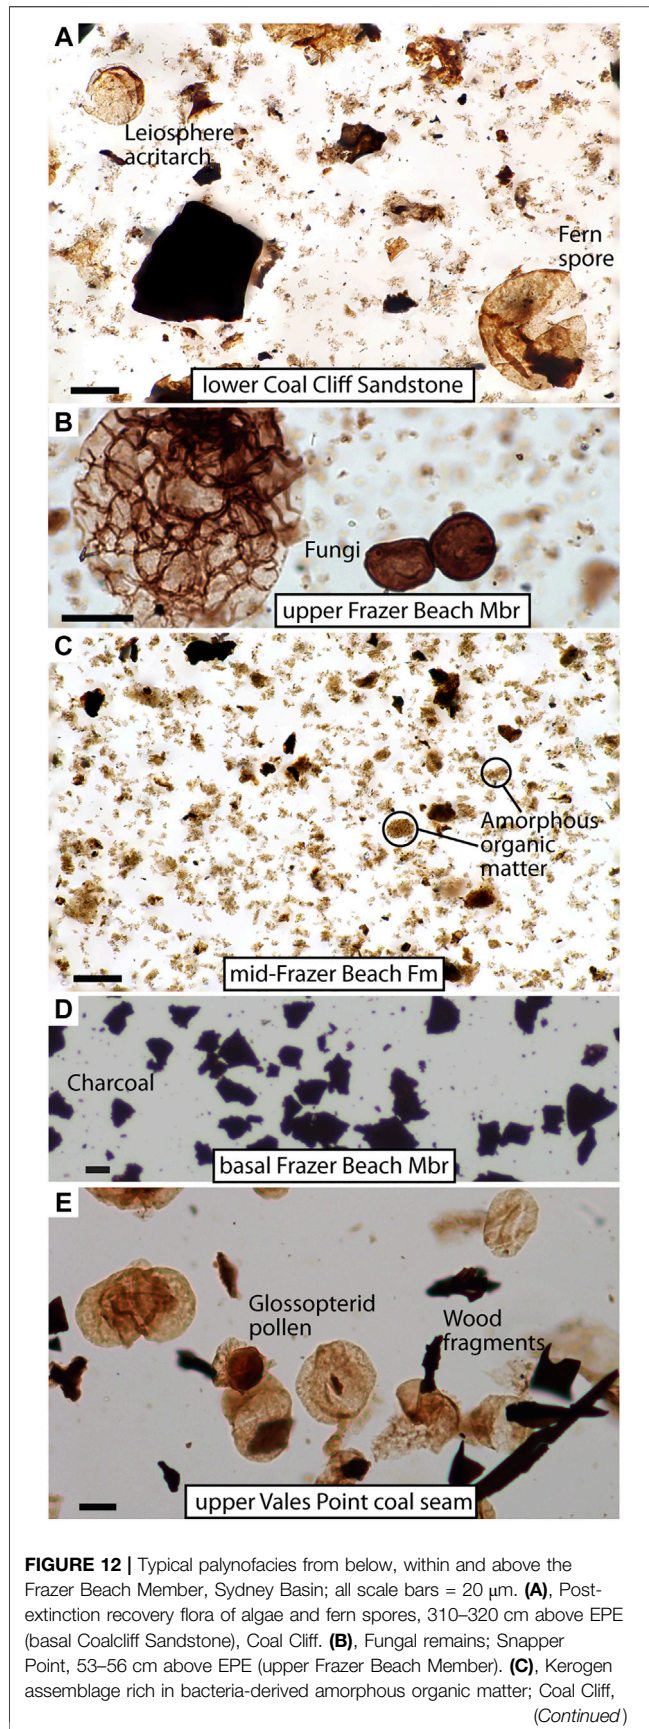 A
Leiosphere
acritarch
Fern
spore
lower Coal Cliff Sandstone
B
Fungi
upper Frazer Beach Mbr
C
Amorphous
organic
matter
mid-Frazer Beach Fm
D
Charcoal
basal Frazer Beach Mbr
E
Glossopterid
pollen
Wood
fragments
upper Vales Point coal seam
FIGURE 12 | Typical palynofacies from below, within and above the
Frazer Beach Member, Sydney Basin; all scale bars = 20 μm. (A), Post-
extinction recovery flora of algae and fern spores, 310–320 cm above EPE
(basal Coalcliff Sandstone), Coal Cliff. (B), Fungal remains; Snapper
Point, 53–56 cm above EPE (upper Frazer Beach Member). (C), Kerogen
assemblage rich in bacteria-derived amorphous organic matter; Coal Cliff,
(Continued)